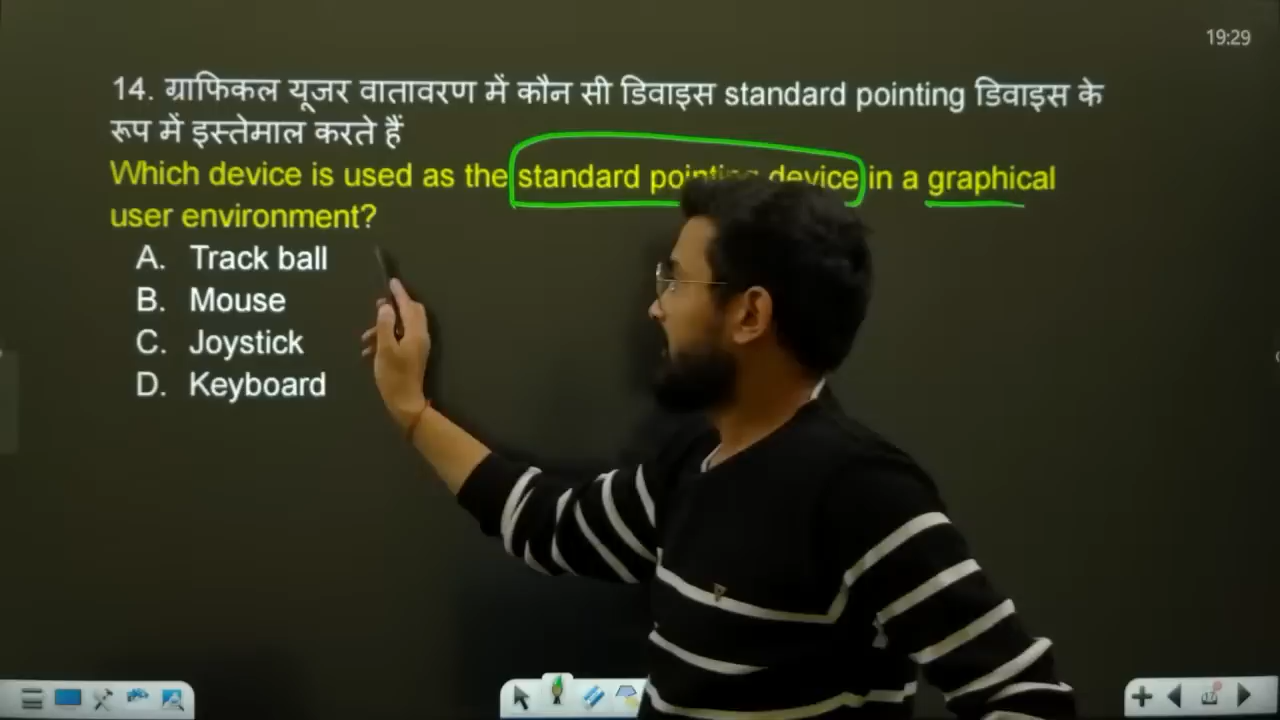 19:29
14. ग्राफिकल यूजर वातावरण में कौन सी डिवाइस standard pointing डिवाइस के
रूप में इस्तेमाल करते हैं
Which device is used as the standard pointing device in a graphical
user environment?
A. Track ball
B. Mouse
C. Joystick
D. Keyboard